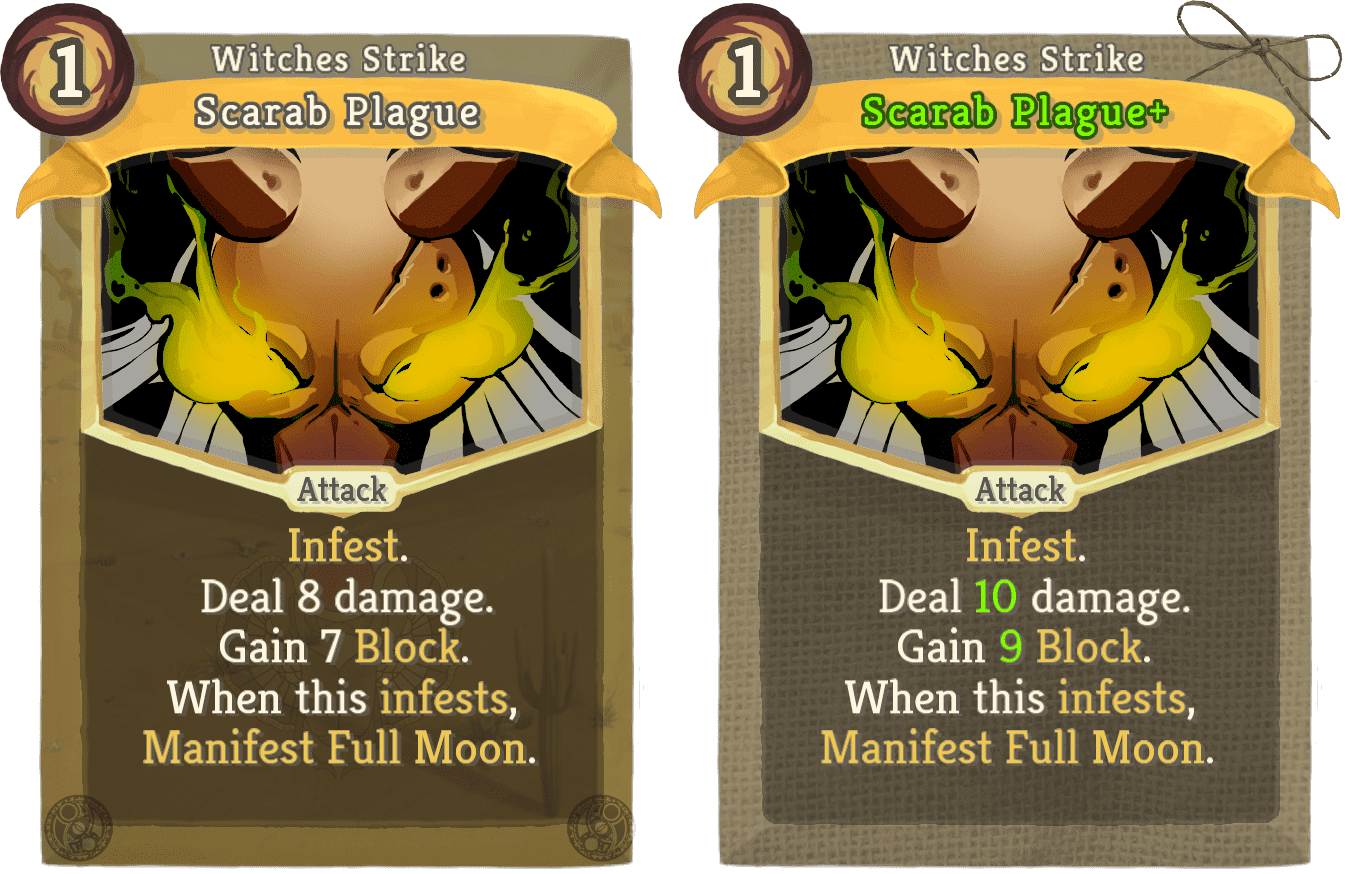 1
Witches Strike
Scarab Plague
Attack
Infest.
Deal 8 damage.
Gain 7 Block.
When this infests,
Manifest Full Moon.
1
Witches Strike
Scarab Plague+
Attack
Infest.
Deal 10 damage.
Gain 9 Block.
When this infests,
Manifest Full Moon.